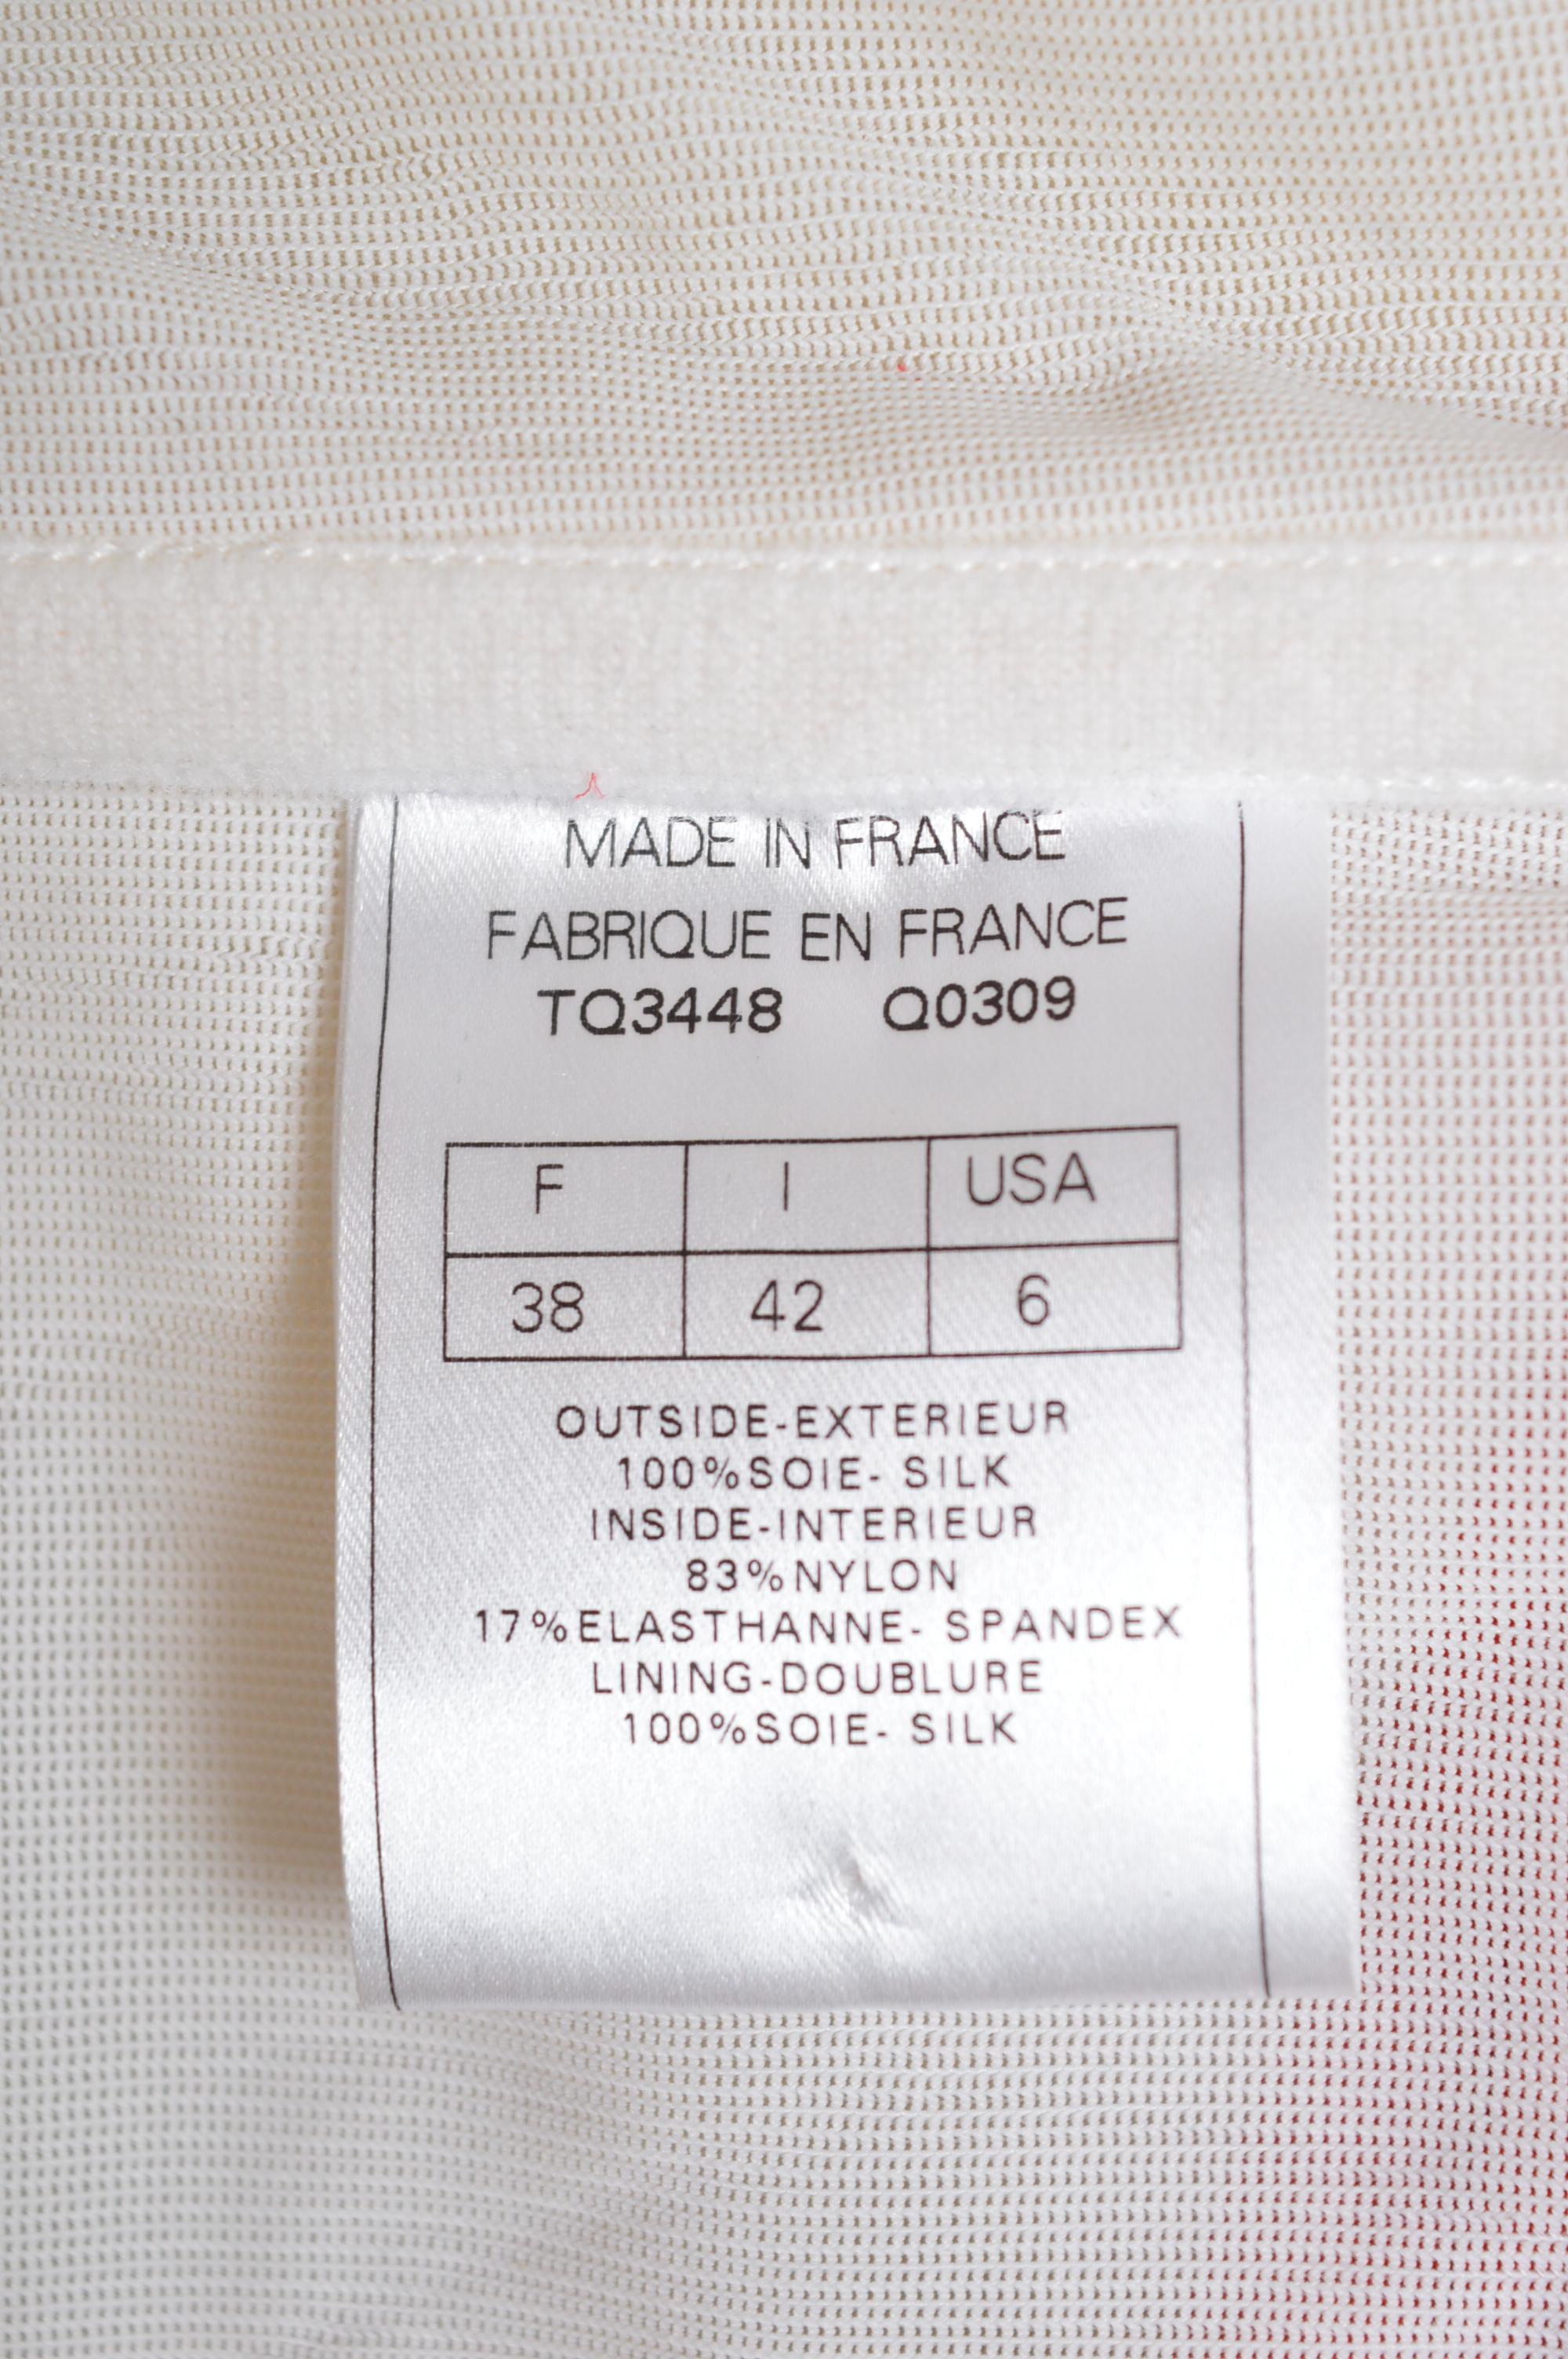 MADE IN FRANCE
FABRIQUE EN FRANCE
TQ3448 Q0309
F I USA
38 42 6
OUTSIDE-EXTERIEUR
100%SOIE- SILK
INSIDE-INTERIEUR
83%NYLON
17%ELASTHANNE- SPANDEX
LINING-DOUBLURE
100%SOIE- SILK